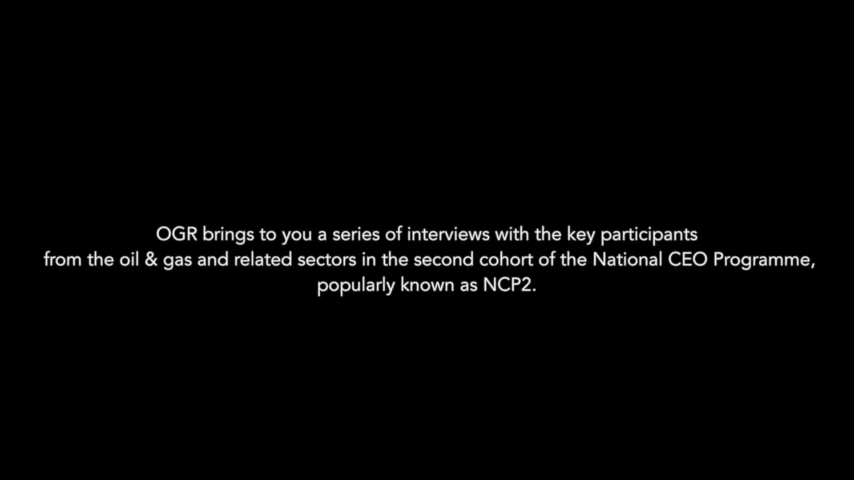 OGR brings to you a series of interviews with the key participants
from the oil & gas and related sectors in the second cohort of the National CEO Programme,
popularly known as NCP2.